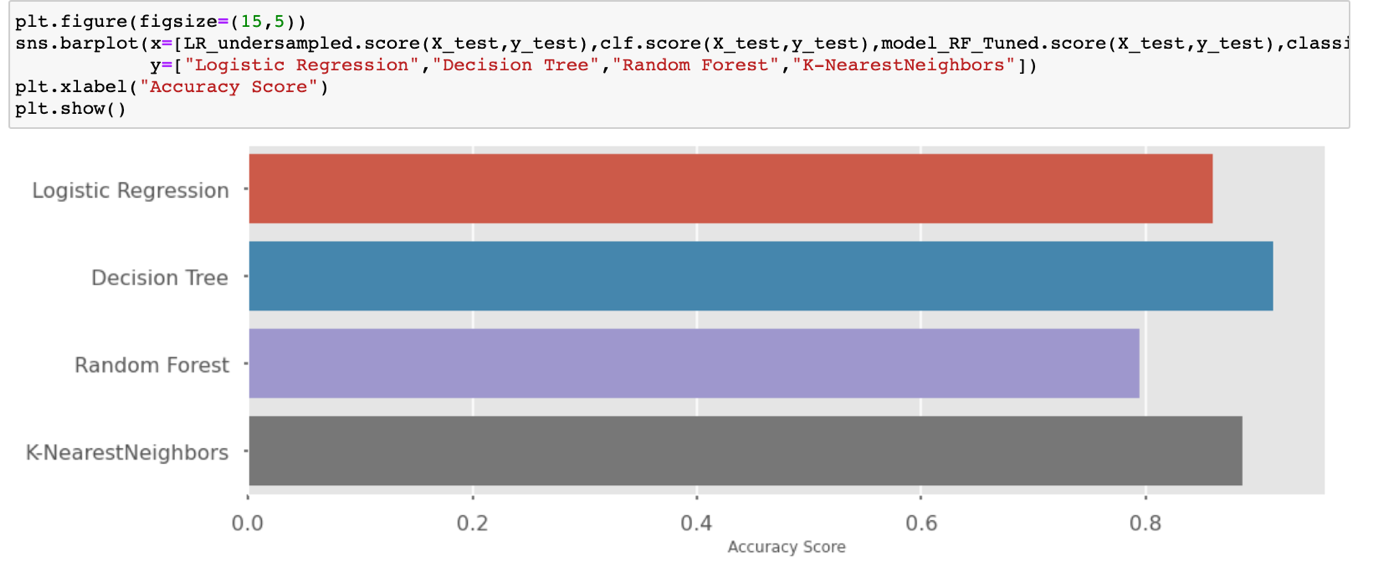 plt.figure(figsize=(15,5))
sns.barplot(x=[LR_undersampled.score(X_test,y_test),clf.score(X_test,y_test),model_RF_Tuned.score(X_test,y_test),classi
y=["Logistic Regression","Decision Tree","Random Forest","K-NearestNeighbors"])
plt.xlabel("Accuracy Score")
plt.show()
Logistic Regression
Decision Tree
Random Forest
K-NearestNeighbors
0.0 0.2 0.4 0.6 0.8
Accuracy Score